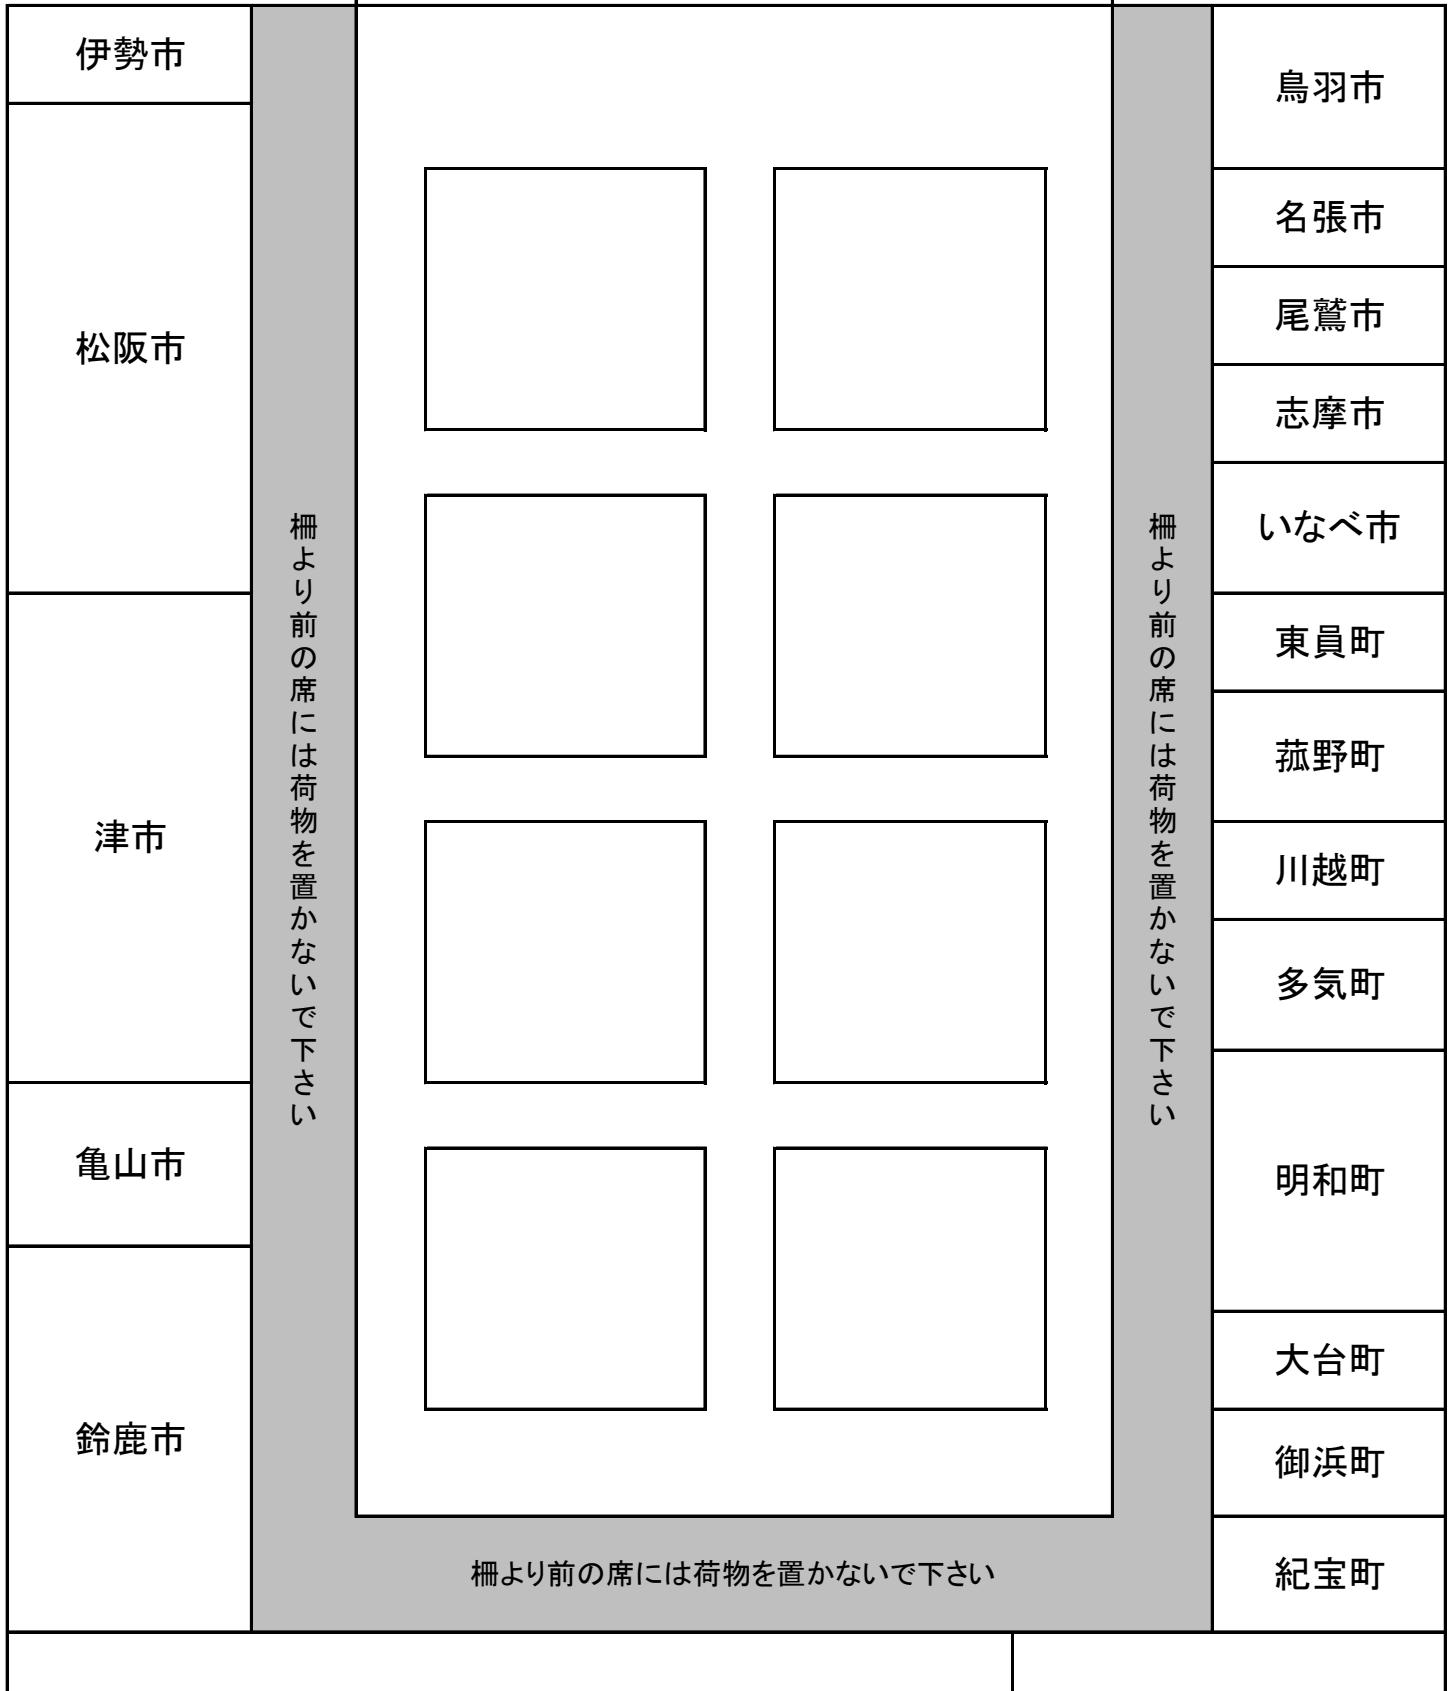 伊勢市
松阪市
津市
亀山市
鈴鹿市
柵より前の席には荷物を置かないで下さい
柵より前の席には荷物を置かないで下さい
柵より前の席には荷物を置かないで下さい
鳥羽市
名張市
尾鷲市
志摩市
いなべ市
東員町
菰野町
川越町
多気町
明和町
大台町
御浜町
紀宝町